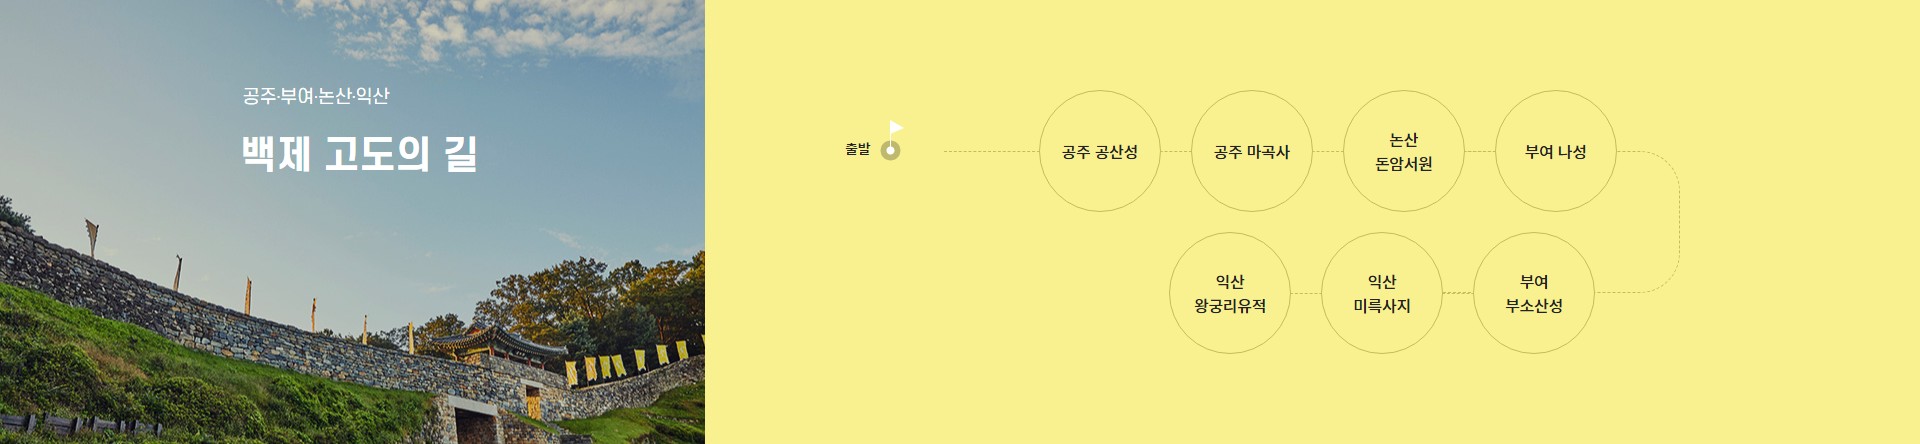 공주·부여·논산·익산
백제 고도의 길
출발
공주 공산성
공주 마곡사
논산
돈암서원
부여 나성
부여
부소산성
익산
미륵사지
익산
왕궁리유적